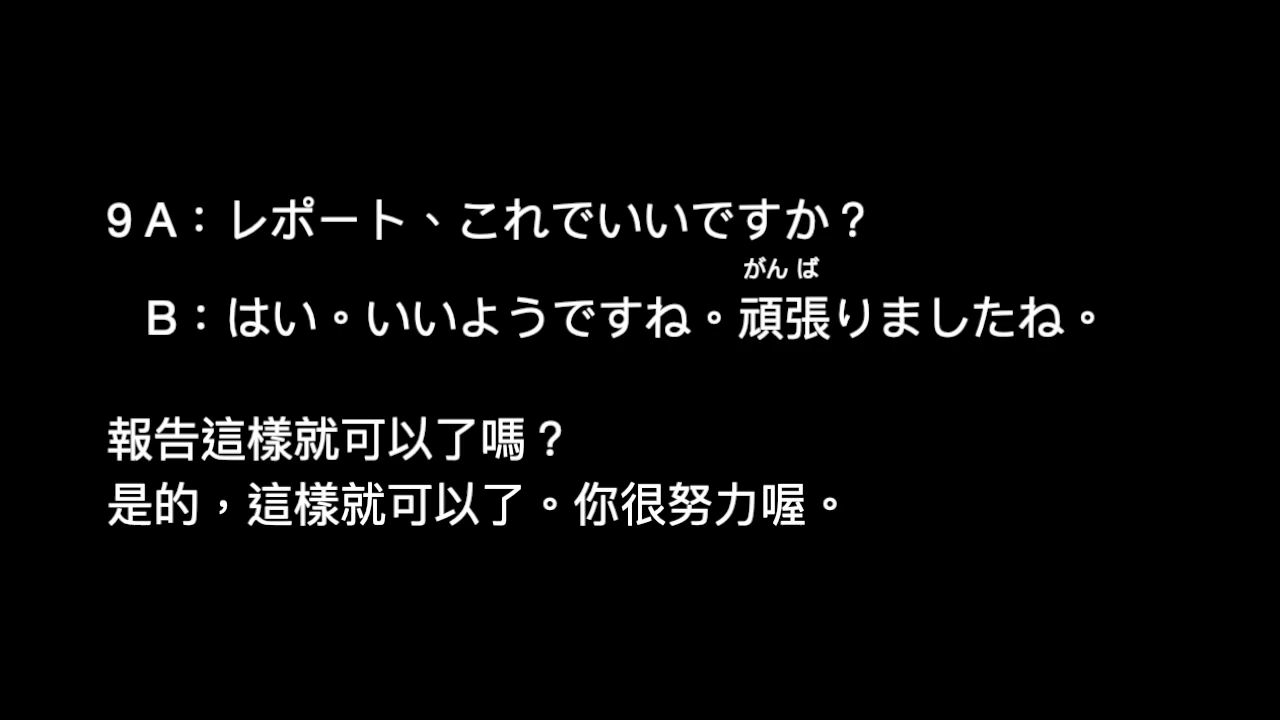 9 A：レポート、これでいいですか？
がん ば
B：はい。いいようですね。頑張りましたね。
報告這樣就可以了嗎？
是的，這樣就可以了。你很努力喔。